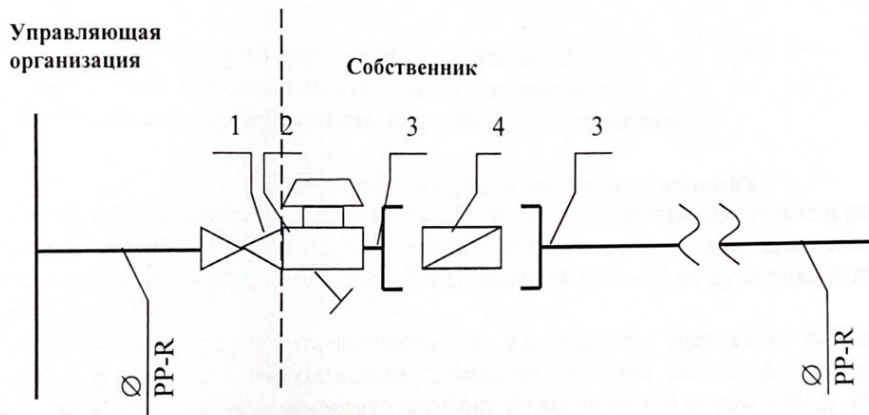 Управляющая
организация
Собственник
1 2 3 4 3
Ø PP-R
Ø PP-R